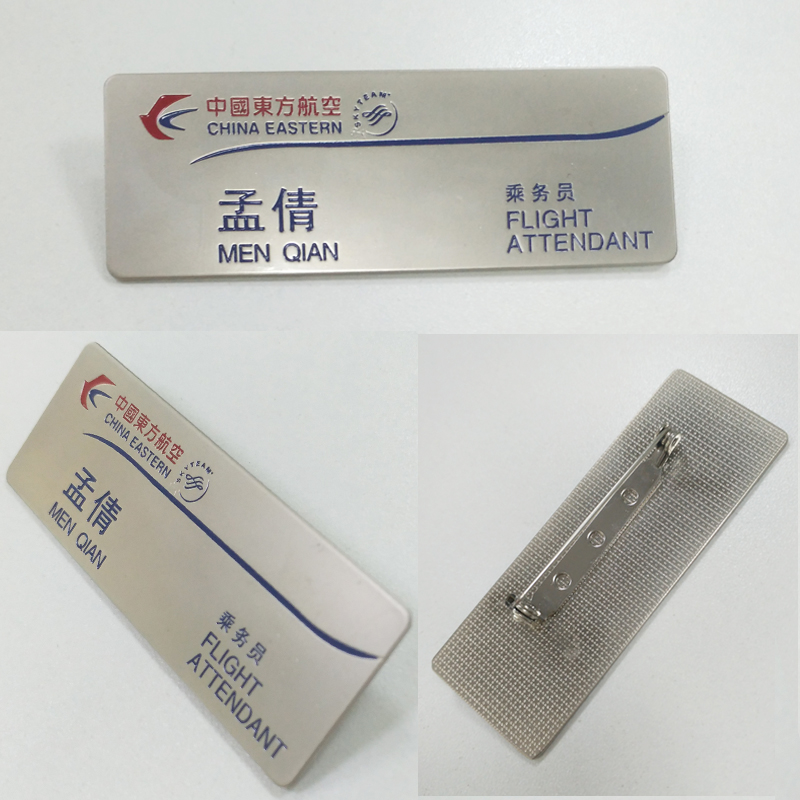 中國東方航空
CHINA EASTERN
SKYTEAM
孟倩
MEN QIAN
乘务员
FLIGHT
ATTENDANT
中國東方航空
CHINA EASTERN
SKYTEAM
孟倩
MEN QIAN
乘务员
FLIGHT
ATTENDANT